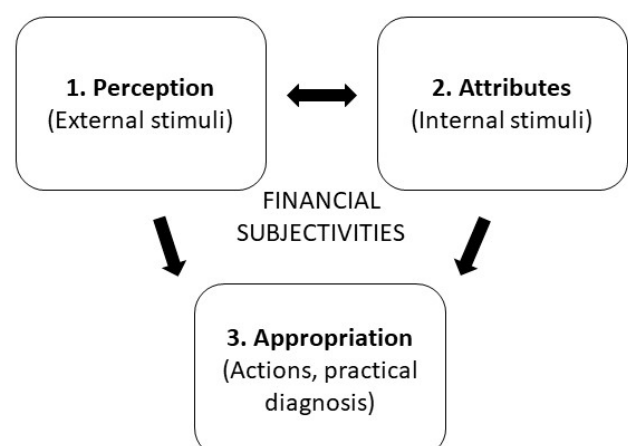 1. Perception
(External stimuli)
2. Attributes
(Internal stimuli)
FINANCIAL
SUBJECTIVITIES
3. Appropriation
(Actions, practical
diagnosis)